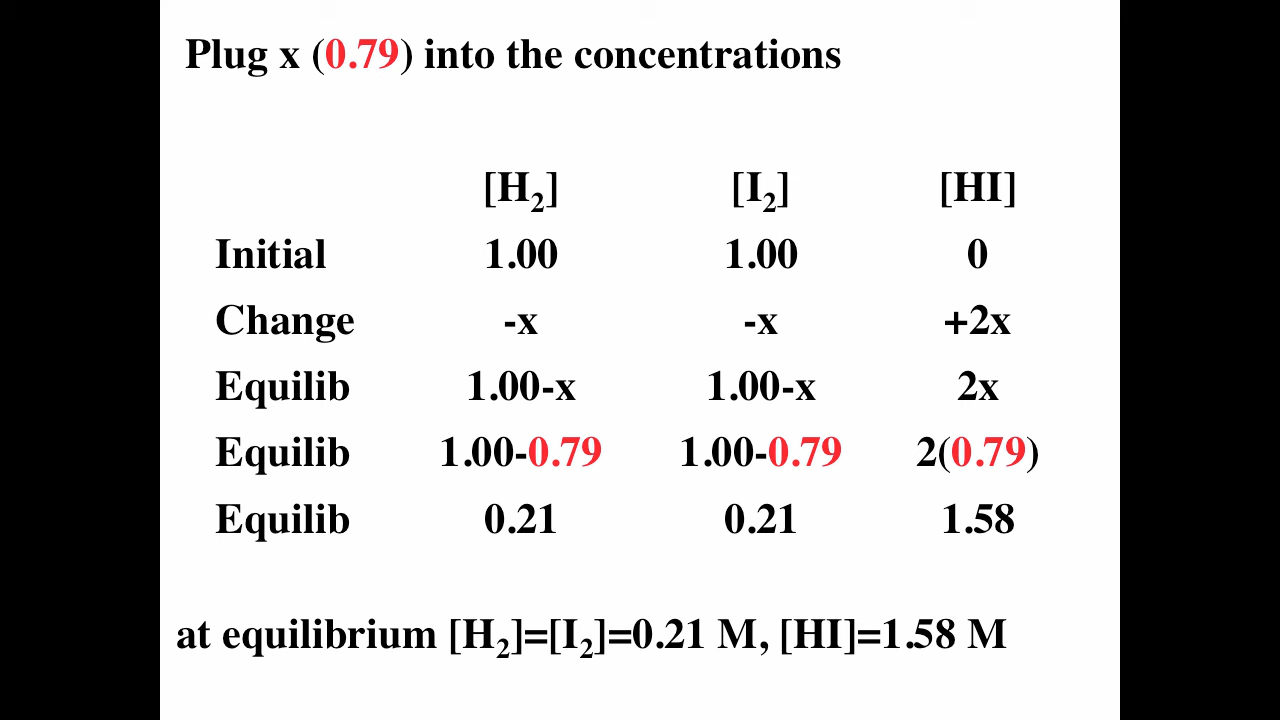 Plug x (0.79) into the concentrations
[H₂] [I₂] [HI]
Initial 1.00 1.00 0
Change -x -x +2x
Equilib 1.00-x 1.00-x 2x
Equilib 1.00-0.79 1.00-0.79 2(0.79)
Equilib 0.21 0.21 1.58
at equilibrium [H₂]=[I₂]=0.21 M, [HI]=1.58 M